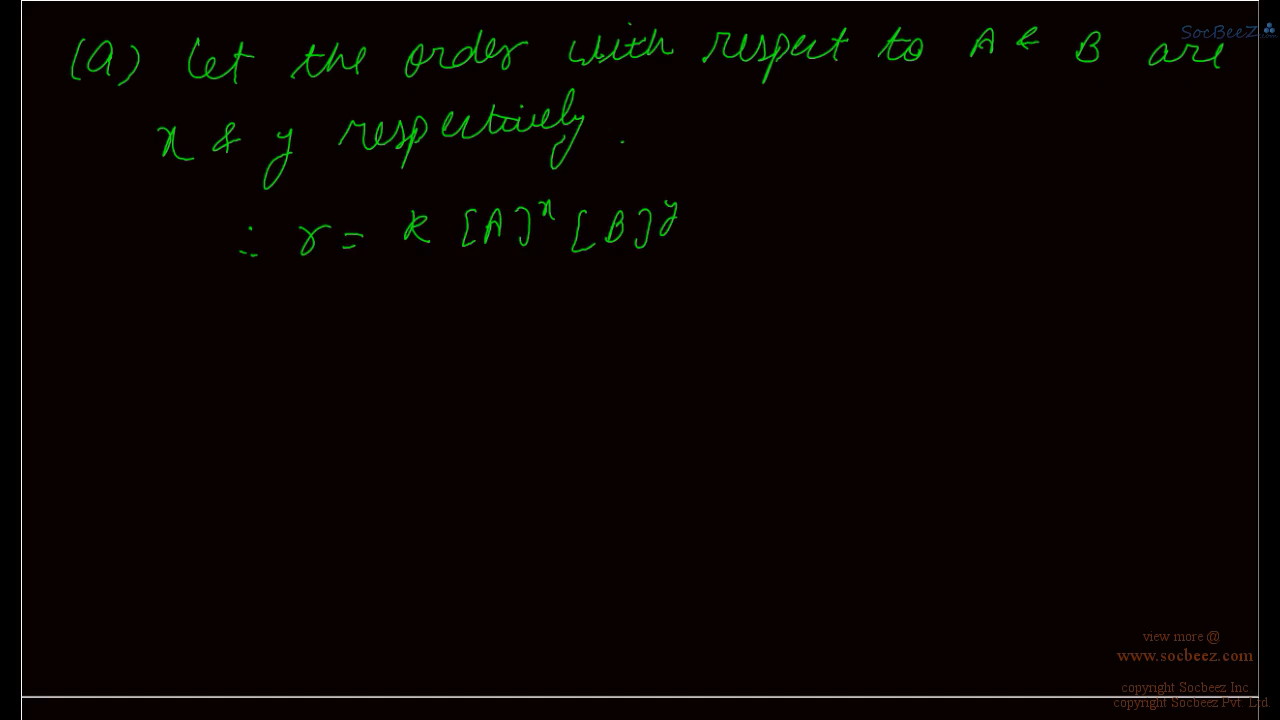 SocBeeZ
(a) Let the order with respect to A & B are
x & y respectively.
∴ r = K [A]^x [B]^y
view more @
www.socbeez.com
copyright Socbeez Inc
copyright Socbeez Pvt Ltd